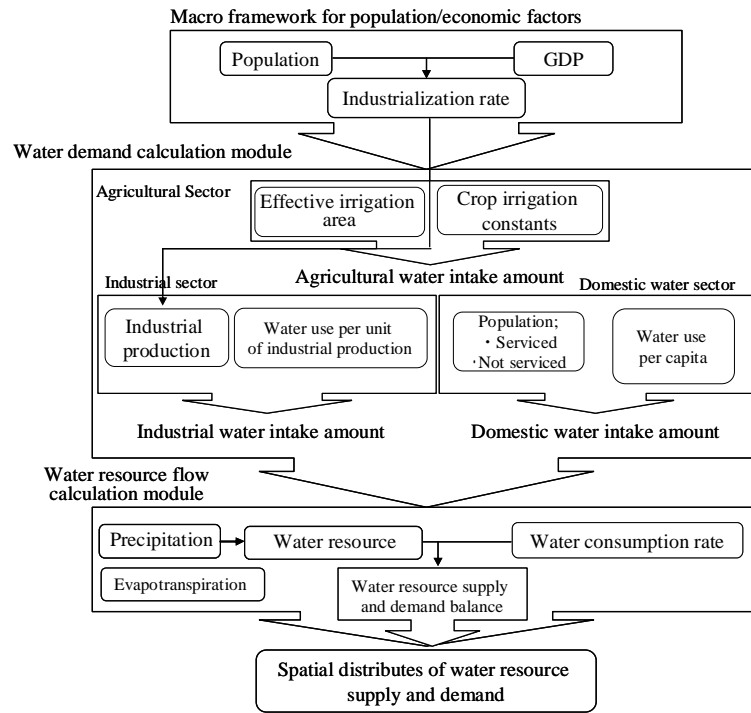 Macro framework for population/economic factors
Population
GDP
Industrialization rate
Water demand calculation module
Agricultural Sector
Effective irrigation
area
Crop irrigation
constants
Agricultural water intake amount
Industrial sector
Domestic water sector
Industrial
production
Water use per unit
of industrial production
Population;
・Serviced
・Not serviced
Water use
per capita
Industrial water intake amount
Domestic water intake amount
Water resource flow
calculation module
Precipitation
Water resource
Water consumption rate
Evapotranspiration
Water resource supply
and demand balance
Spatial distributes of water resource
supply and demand